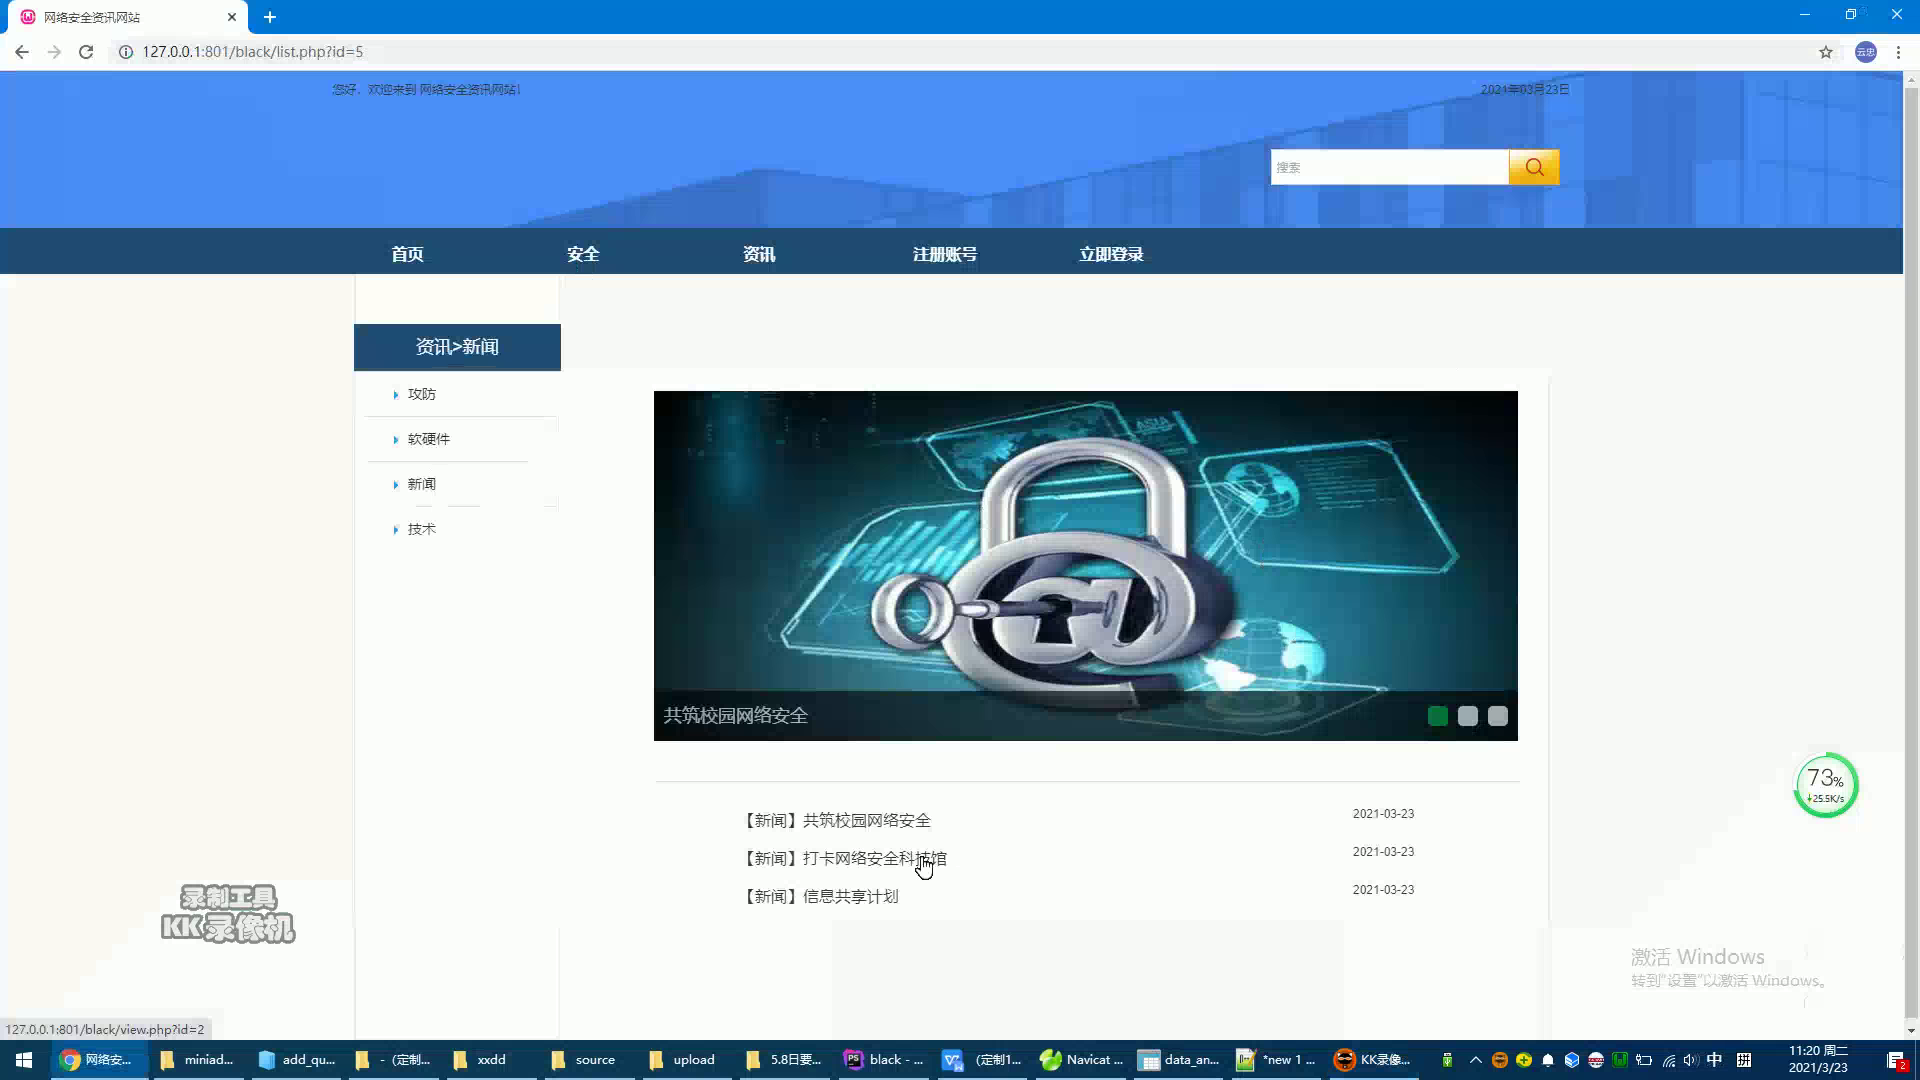 网络安全资讯网站
127.0.0.1:801/black/list.php?id=5
云忠
您好，欢迎来到 网络安全资讯网站！
2021年03月23日
搜索
首页
安全
资讯
注册账号
立即登录
资讯>新闻
攻防
软硬件
新闻
技术
ASIA
共筑校园网络安全
【新闻】共筑校园网络安全
2021-03-23
【新闻】打卡网络安全科技馆
2021-03-23
【新闻】信息共享计划
2021-03-23
73%
↓25.5K/s
录制工具
KK录像机
激活 Windows
转到"设置"以激活 Windows。
127.0.0.1:801/black/view.php?id=2
网络安...
miniad...
add_qu...
-（定制...
xxdd
source
upload
5.8日要...
PS
black - ...
（定制1...
Navicat ...
data_an...
*new 1 ...
KK录像...
中
拼
11:20 周二
2021/3/23
2